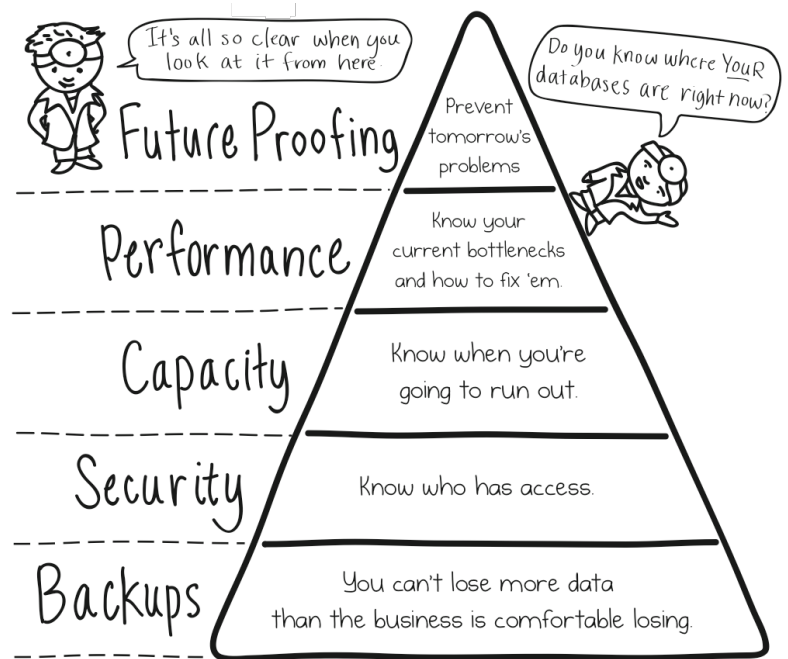 It's all so clear when you
look at it from here.
Do you know where YouR
databases are right now?
Future Proofing
Prevent
tomorrow's
problems
Performance
Know your
current bottlenecks
and how to fix 'em.
Capacity
Know when you're
going to run out.
Security
Know who has access.
Backups
You can't lose more data
than the business is comfortable losing.